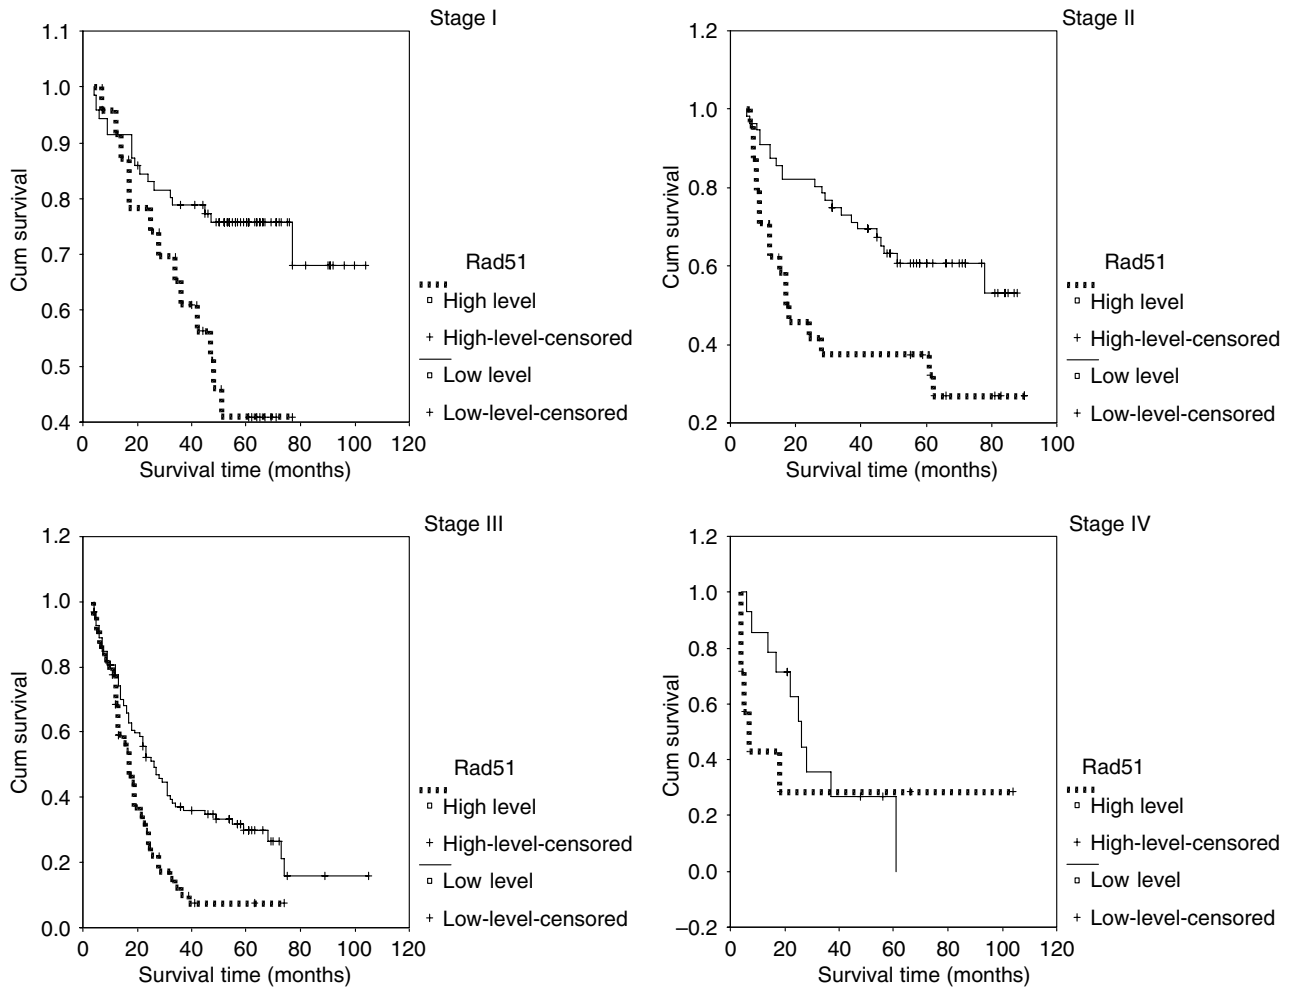 Stage I
1.1
1.0
0.9
0.8
0.7
0.6
0.5
0.4
Cum survival
0 20 40 60 80 100 120
Survival time (months)
Rad51
High level
High-level-censored
Low level
Low-level-censored
Stage II
1.2
1.0
0.8
0.6
0.4
0.2
Cum survival
0 20 40 60 80 100
Survival time (months)
Rad51
High level
High-level-censored
Low level
Low-level-censored
Stage III
1.2
1.0
0.8
0.6
0.4
0.2
0.0
Cum survival
0 20 40 60 80 100 120
Survival time (months)
Rad51
High level
High-level-censored
Low level
Low-level-censored
Stage IV
1.2
1.0
0.8
0.6
0.4
0.2
0.0
–0.2
Cum survival
0 20 40 60 80 100 120
Survival time (months)
Rad51
High level
High-level-censored
Low level
Low-level-censored